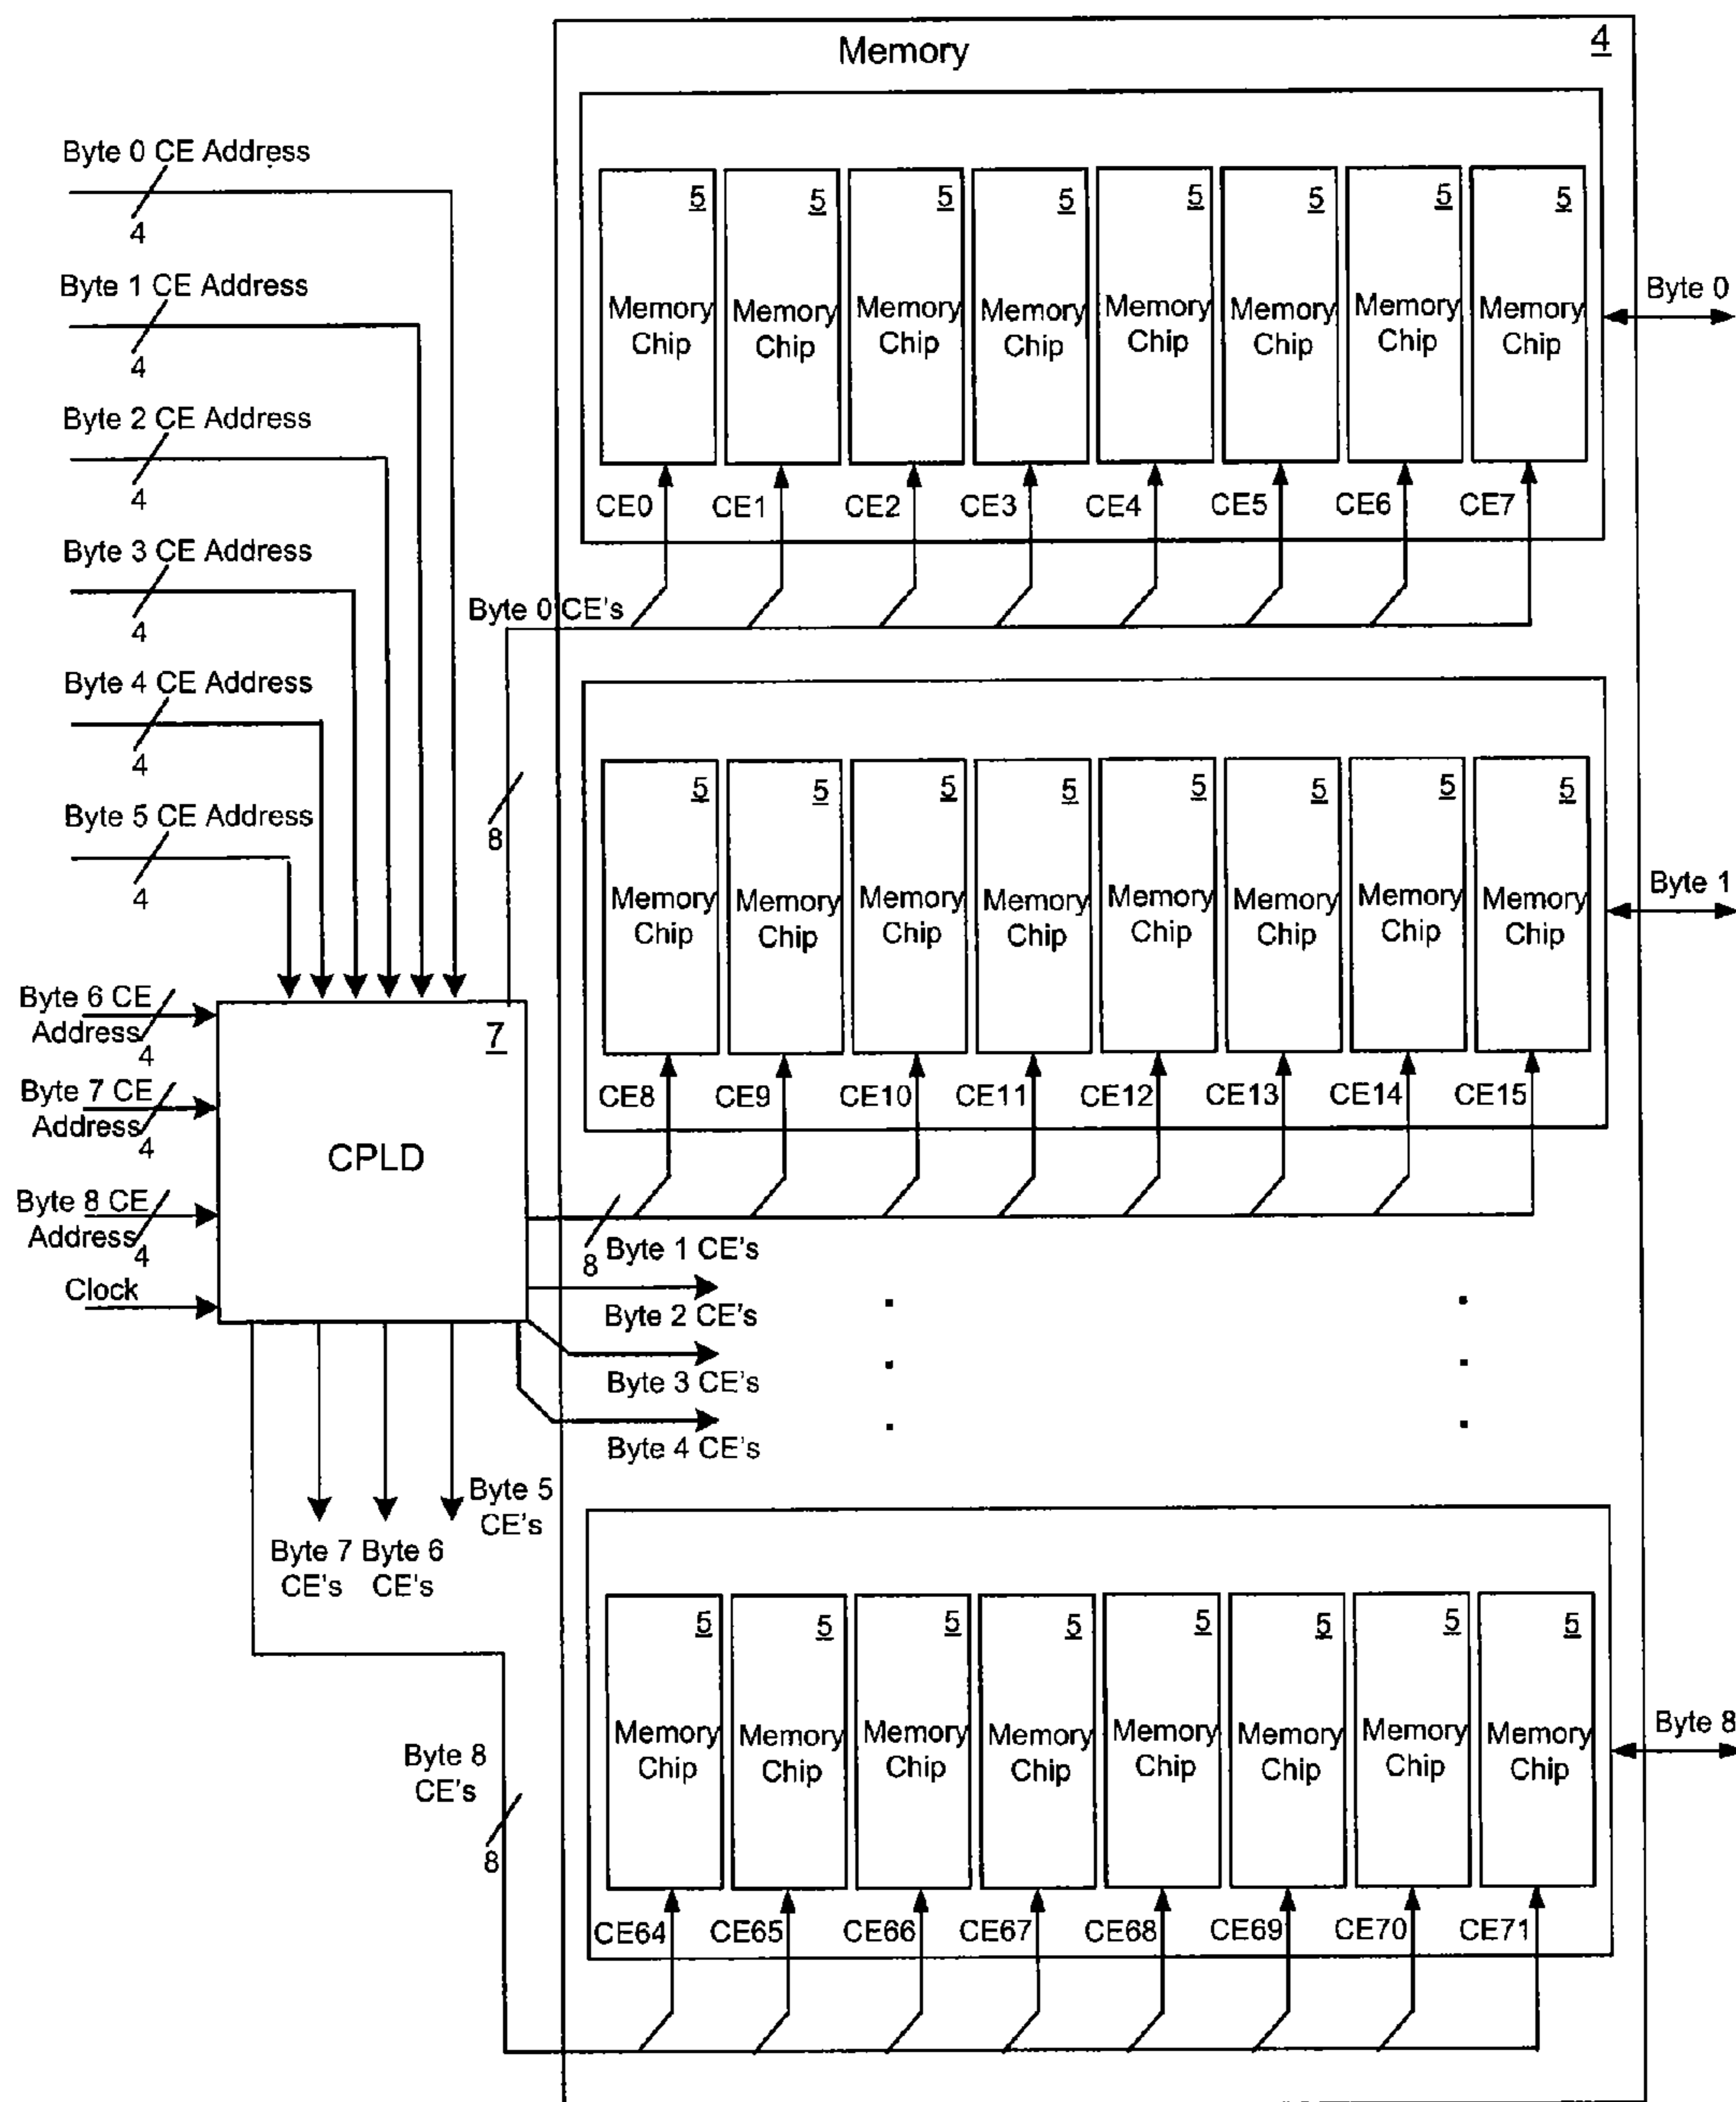 Memory
4
Byte 0 CE Address
4
Byte 1 CE Address
4
Byte 2 CE Address
4
Byte 3 CE Address
4
Byte 4 CE Address
4
Byte 5 CE Address
4
Byte 6 CE
Address
4
Byte 7 CE
Address
4
Byte 8 CE
Address
4
Clock
7
CPLD
5 5 5 5 5 5 5 5
Memory Memory Memory Memory Memory Memory Memory Memory
Chip Chip Chip Chip Chip Chip Chip Chip
CE0 CE1 CE2 CE3 CE4 CE5 CE6 CE7
Byte 0
Byte 0 CE's
8
5 5 5 5 5 5 5 5
Memory Memory Memory Memory Memory Memory Memory Memory
Chip Chip Chip Chip Chip Chip Chip Chip
CE8 CE9 CE10 CE11 CE12 CE13 CE14 CE15
Byte 1
8
Byte 1 CE's
Byte 2 CE's
Byte 3 CE's
Byte 4 CE's
Byte 5
CE's
Byte 7 Byte 6
CE's CE's
Byte 8
CE's
8
5 5 5 5 5 5 5 5
Memory Memory Memory Memory Memory Memory Memory Memory
Chip Chip Chip Chip Chip Chip Chip Chip
CE64 CE65 CE66 CE67 CE68 CE69 CE70 CE71
Byte 8